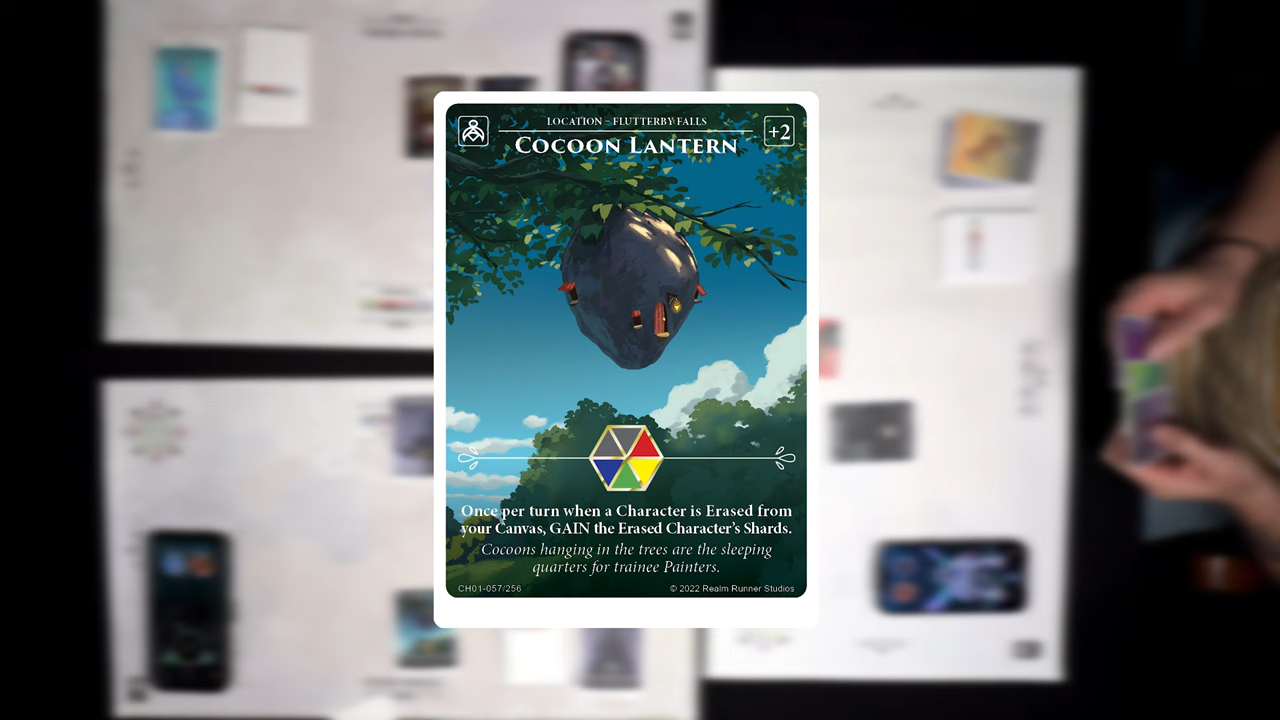 LOCATION – FLUTTERBY FALLS
COCOON LANTERN
+2
Once per turn when a Character is Erased from
your Canvas, GAIN the Erased Character's Shards.
Cocoons hanging in the trees are the sleeping
quarters for trainee Painters.
CH01-057/256
© 2022 Realm Runner Studios